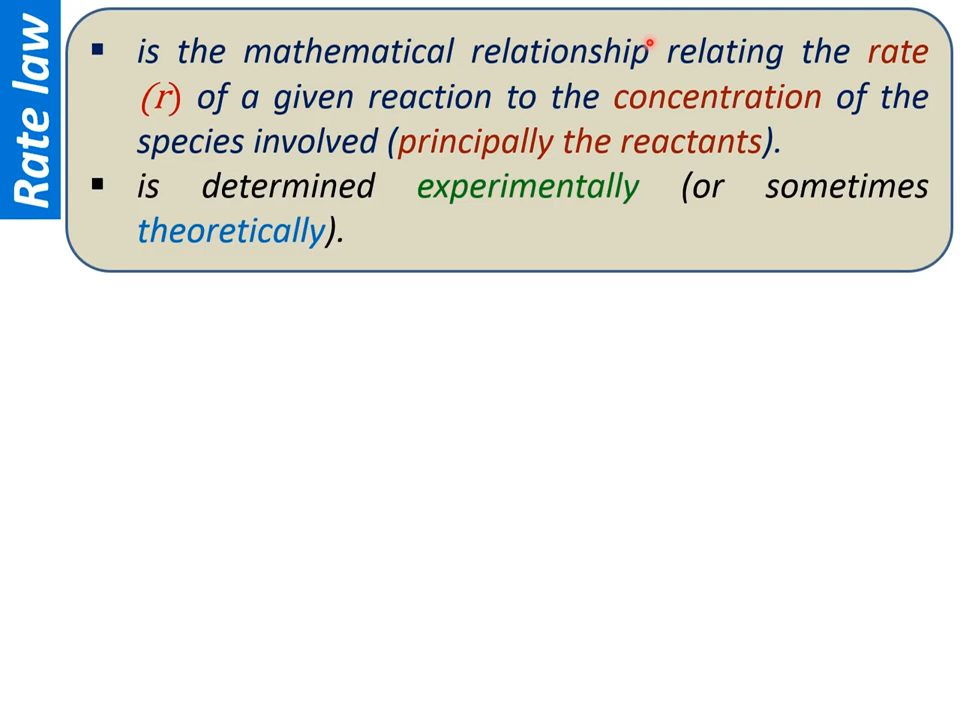 Rate law
▪ is the mathematical relationship relating the rate
(r) of a given reaction to the concentration of the
species involved (principally the reactants).
▪ is determined experimentally (or sometimes
theoretically).